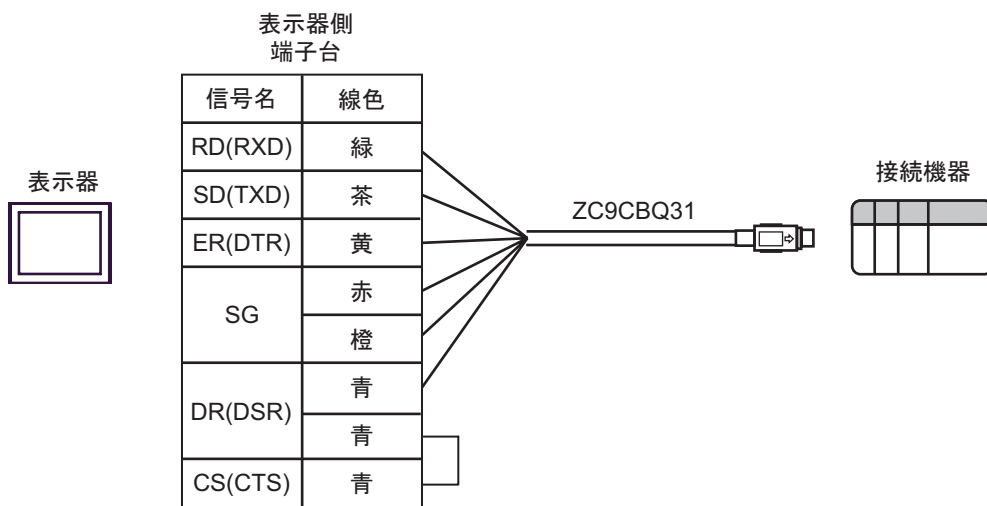 表示器側
端子台
信号名 線色
RD(RXD) 緑
SD(TXD) 茶
ER(DTR) 黄
SG 赤
橙
DR(DSR) 青
青
CS(CTS) 青
表示器
ZC9CBQ31
接続機器